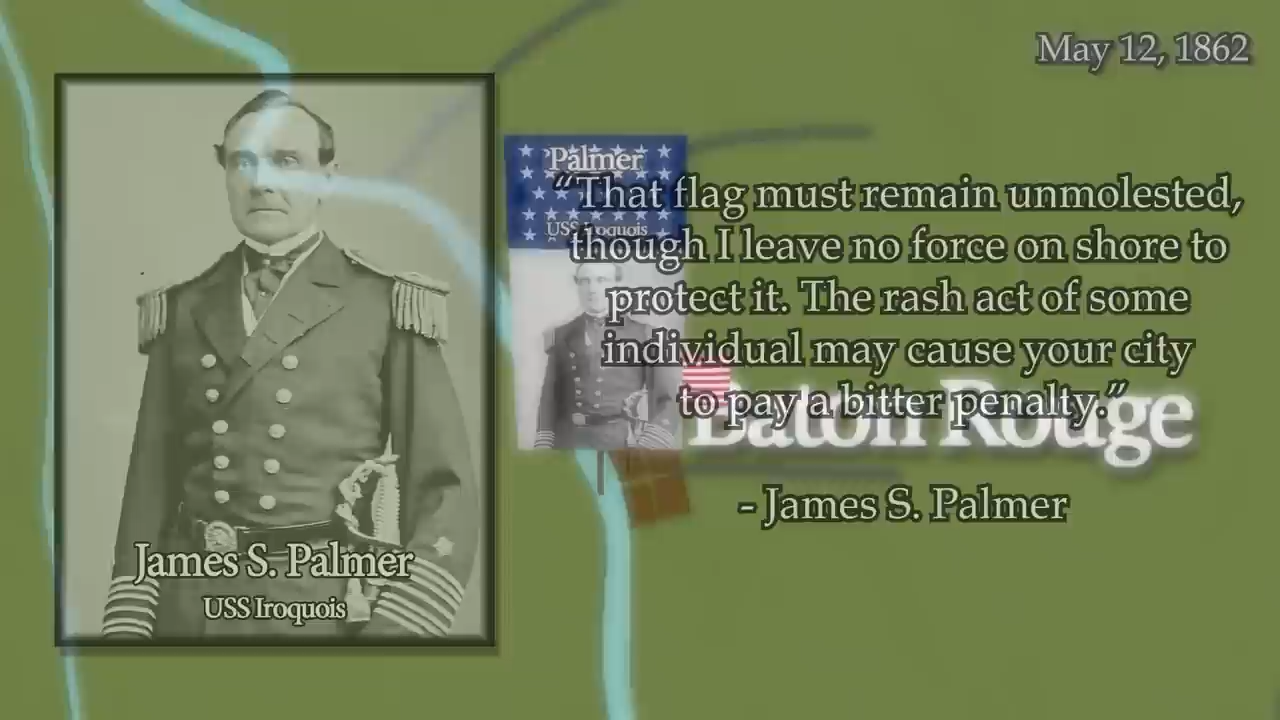 May 12, 1862
Palmer
USS Iroquois
“That flag must remain unmolested,
though I leave no force on shore to
protect it. The rash act of some
individual may cause your city
to pay a bitter penalty.”
- James S. Palmer
Baton Rouge
James S. Palmer
USS Iroquois